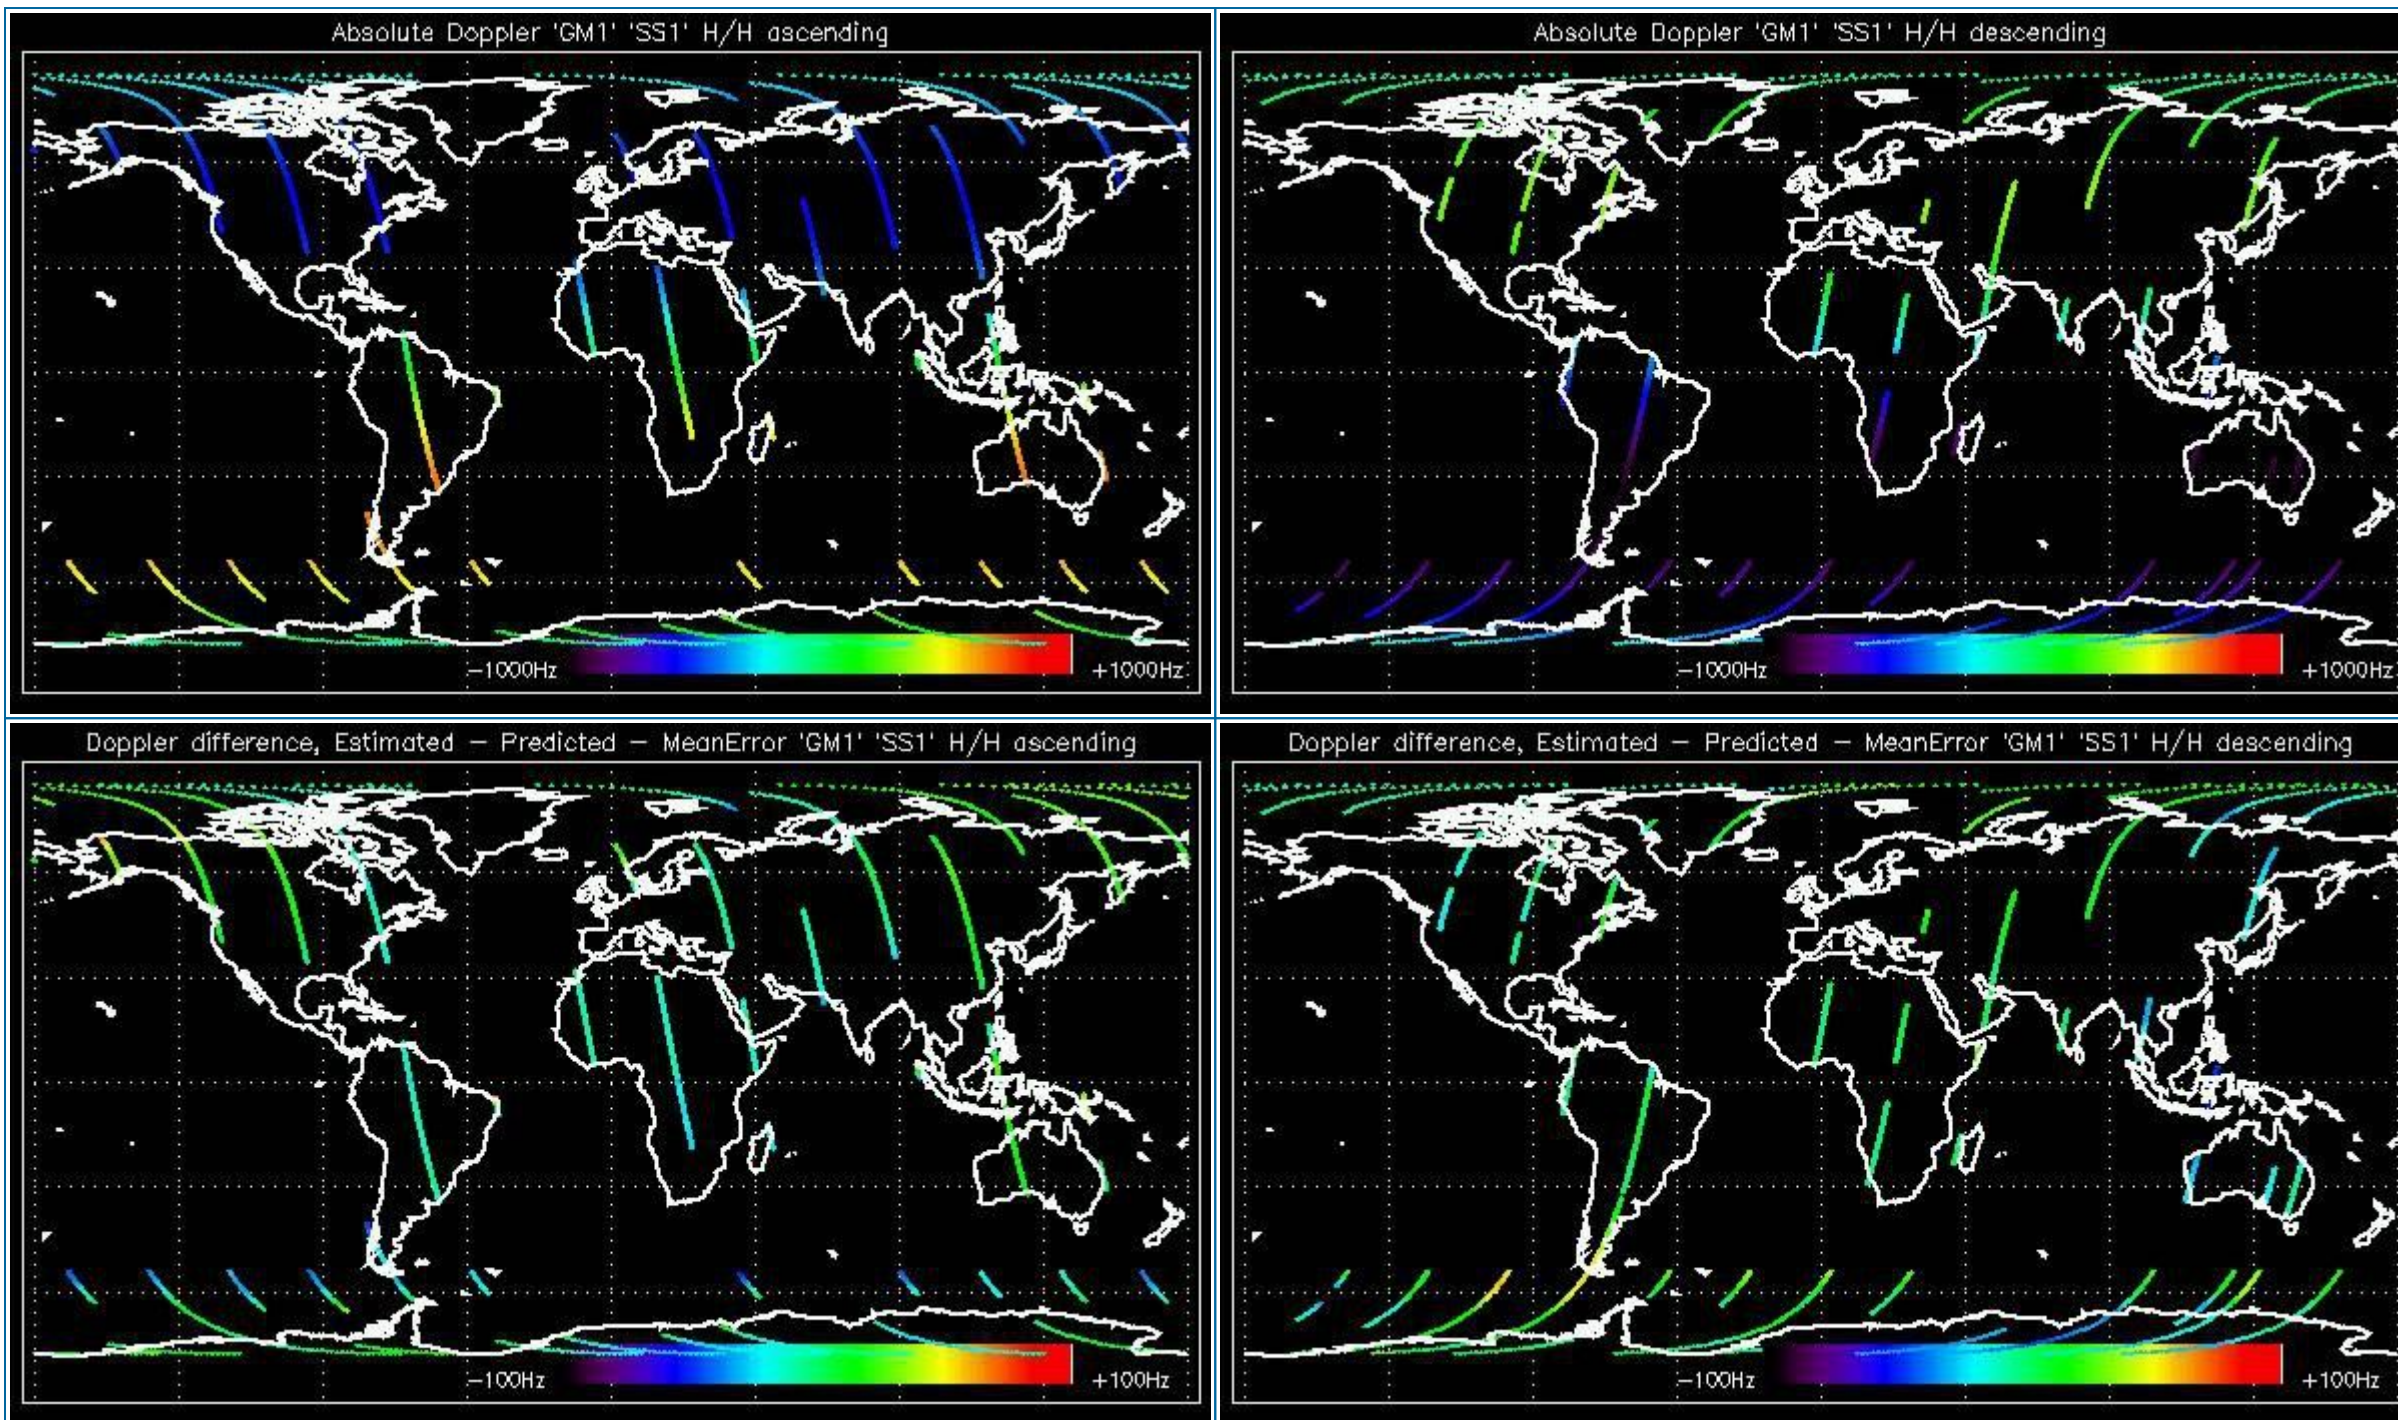 Absolute Doppler 'GM1' 'SS1' H/H ascending
−1000Hz
+1000Hz
Absolute Doppler 'GM1' 'SS1' H/H descending
−1000Hz
+1000Hz
Doppler difference, Estimated − Predicted − MeanError 'GM1' 'SS1' H/H ascending
−100Hz
+100Hz
Doppler difference, Estimated − Predicted − MeanError 'GM1' 'SS1' H/H descending
−100Hz
+100Hz